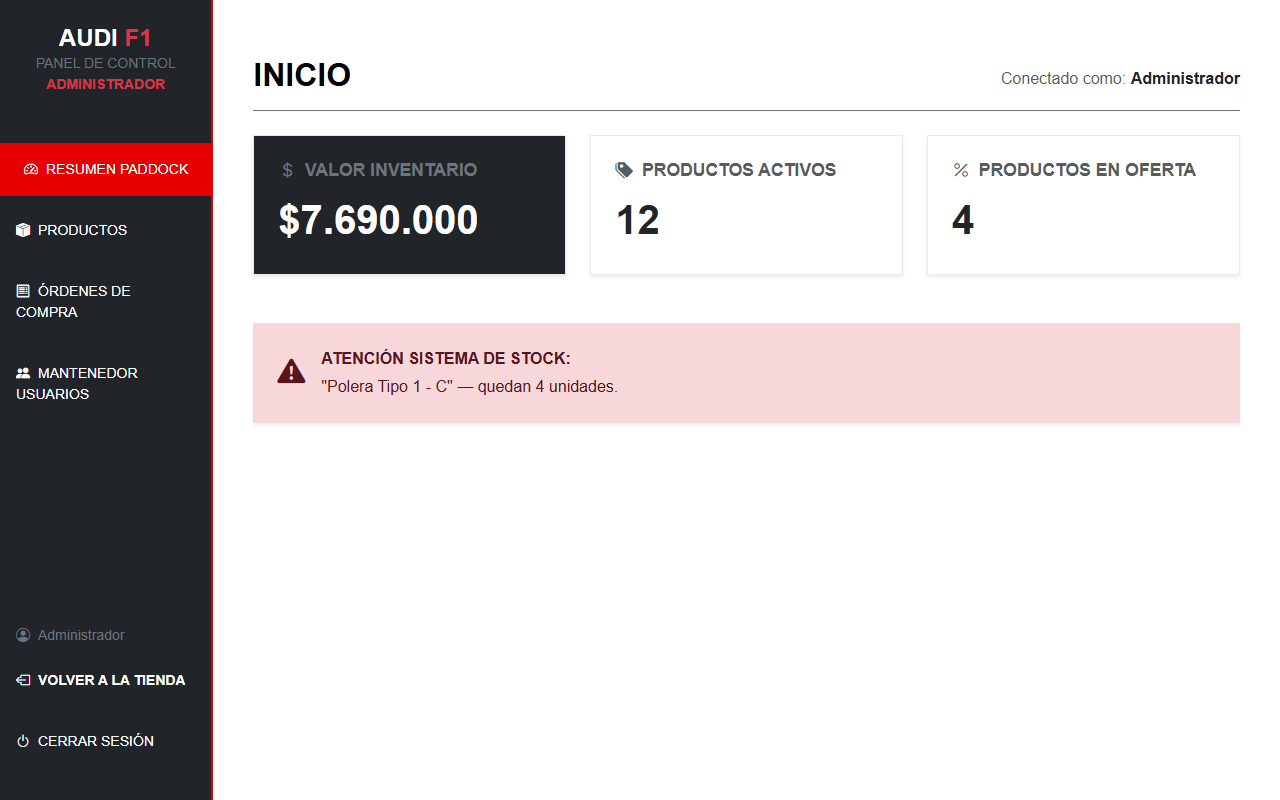 AUDI F1
PANEL DE CONTROL
ADMINISTRADOR
RESUMEN PADDOCK
PRODUCTOS
ÓRDENES DE
COMPRA
MANTENEDOR
USUARIOS
Administrador
VOLVER A LA TIENDA
CERRAR SESIÓN
INICIO
Conectado como: Administrador
$ VALOR INVENTARIO
$7.690.000
PRODUCTOS ACTIVOS
12
% PRODUCTOS EN OFERTA
4
ATENCIÓN SISTEMA DE STOCK:
"Polera Tipo 1 - C" — quedan 4 unidades.